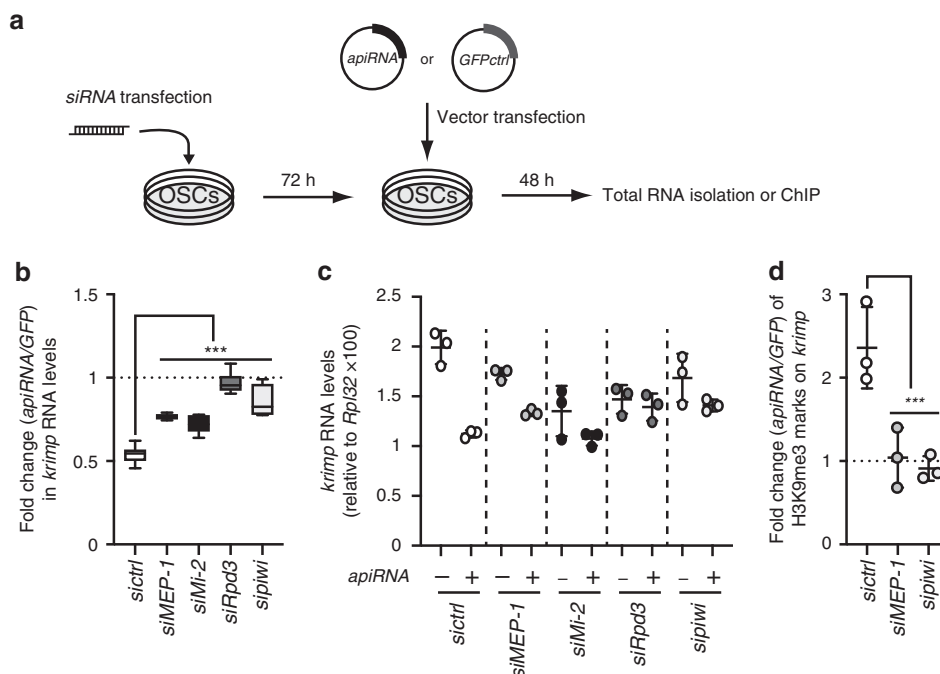 a
apiRNA or GFPctrl
siRNA transfection
Vector transfection
OSCs 72 h OSCs 48 h Total RNA isolation or ChIP
b
Fold change (apiRNA/GFP)
in krimp RNA levels
1.5
1
0.5
0
***
sictrl
siMEP-1
siMi-2
siRpd3
sipiwi
c
krimp RNA levels
(relative to Rpl32 ×100)
2.5
2
1.5
1
0.5
0
apiRNA − + − + − + − + − +
sictrl
siMEP-1
siMi-2
siRpd3
sipiwi
d
Fold change (apiRNA/GFP) of
H3K9me3 marks on krimp
3
2
1
0
***
sictrl
siMEP-1
sipiwi